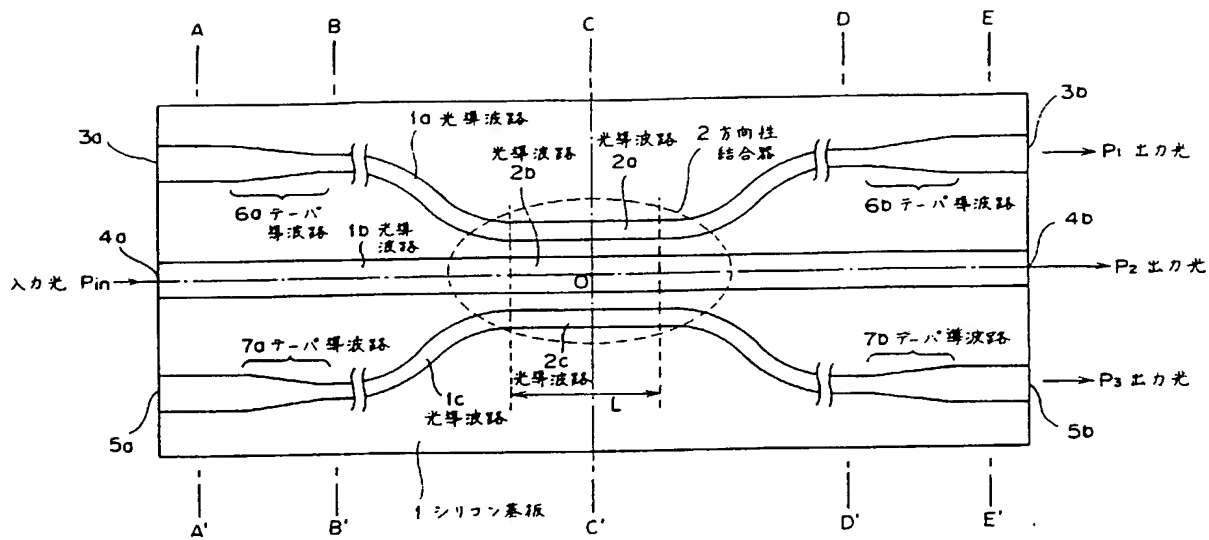 A
B
C
D
E
3a
1a 光導波路
光導波路
2b
光導波路
2a
2 方向性
結合器
3b
P1 出力光
6a テーパ
導波路
6b テーパ
導波路
4a
1b 光
導波路
4b
入力光 Pin
O
P2 出力光
7a テーパ導波路
7b テーパ導波路
2c
光導波路
L
1c
光導波路
P3 出力光
5a
5b
1 シリコン基板
A'
B'
C'
D'
E'